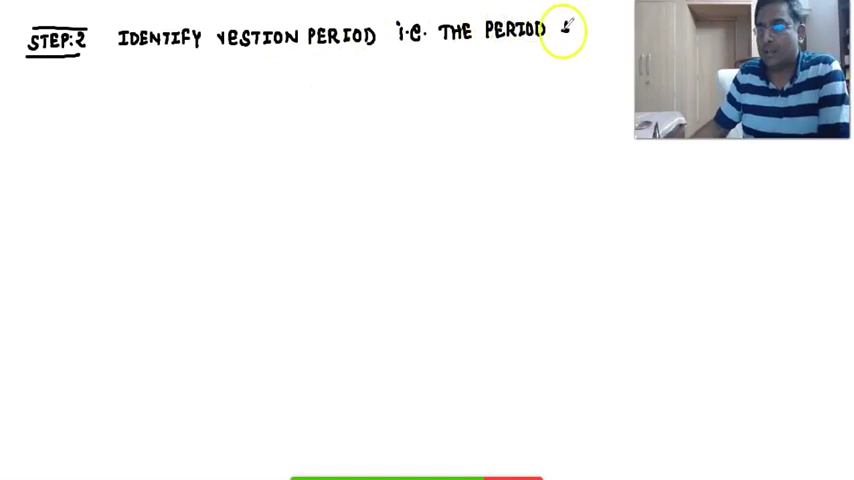 STEP:2 IDENTIFY VESTION PERIOD i.e. THE PERIOD